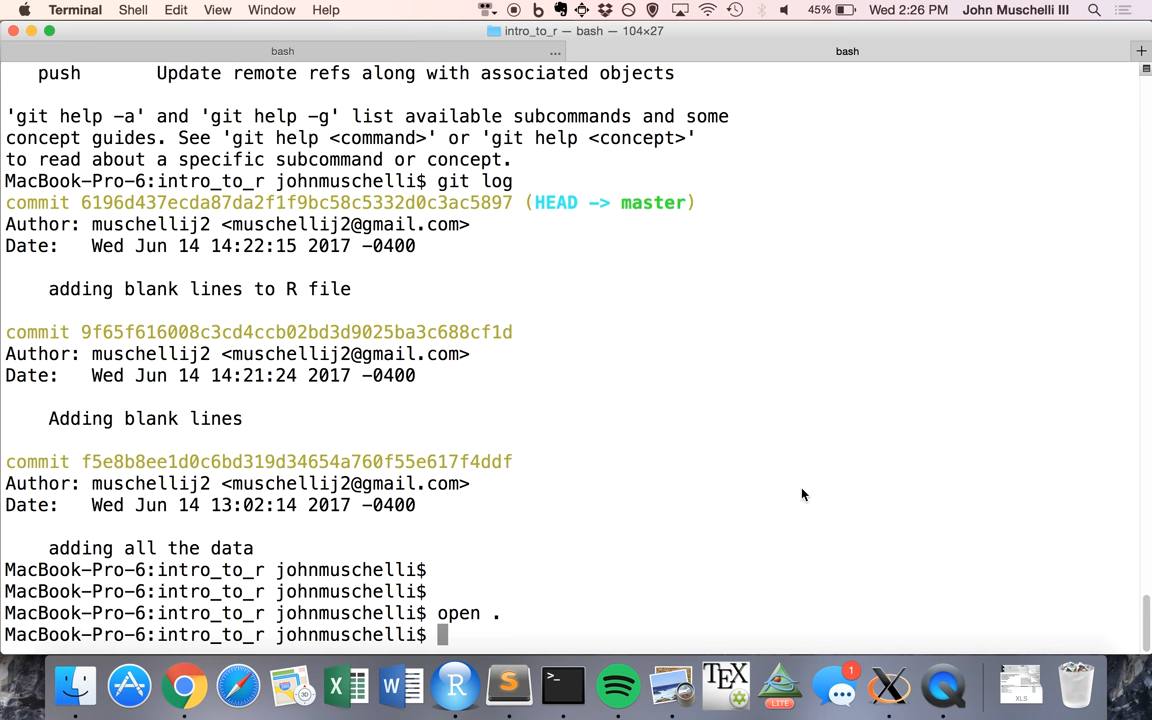 Terminal Shell Edit View Window Help 45% Wed 2:26 PM John Muschelli III
intro_to_r — bash — 104×27
bash ... bash +
push Update remote refs along with associated objects
'git help -a' and 'git help -g' list available subcommands and some
concept guides. See 'git help <command>' or 'git help <concept>'
to read about a specific subcommand or concept.
MacBook-Pro-6:intro_to_r johnmuschelli$ git log
commit 6196d437ecda87da2f1f9bc58c5332d0c3ac5897 (HEAD -> master)
Author: muschellij2 <muschellij2@gmail.com>
Date: Wed Jun 14 14:22:15 2017 -0400
adding blank lines to R file
commit 9f65f616008c3cd4ccb02bd3d9025ba3c688cf1d
Author: muschellij2 <muschellij2@gmail.com>
Date: Wed Jun 14 14:21:24 2017 -0400
Adding blank lines
commit f5e8b8ee1d0c6bd319d34654a760f55e617f4ddf
Author: muschellij2 <muschellij2@gmail.com>
Date: Wed Jun 14 13:02:14 2017 -0400
adding all the data
MacBook-Pro-6:intro_to_r johnmuschelli$
MacBook-Pro-6:intro_to_r johnmuschelli$
MacBook-Pro-6:intro_to_r johnmuschelli$ open .
MacBook-Pro-6:intro_to_r johnmuschelli$
3D X W R S >_ TEX LITE 1 X XLS